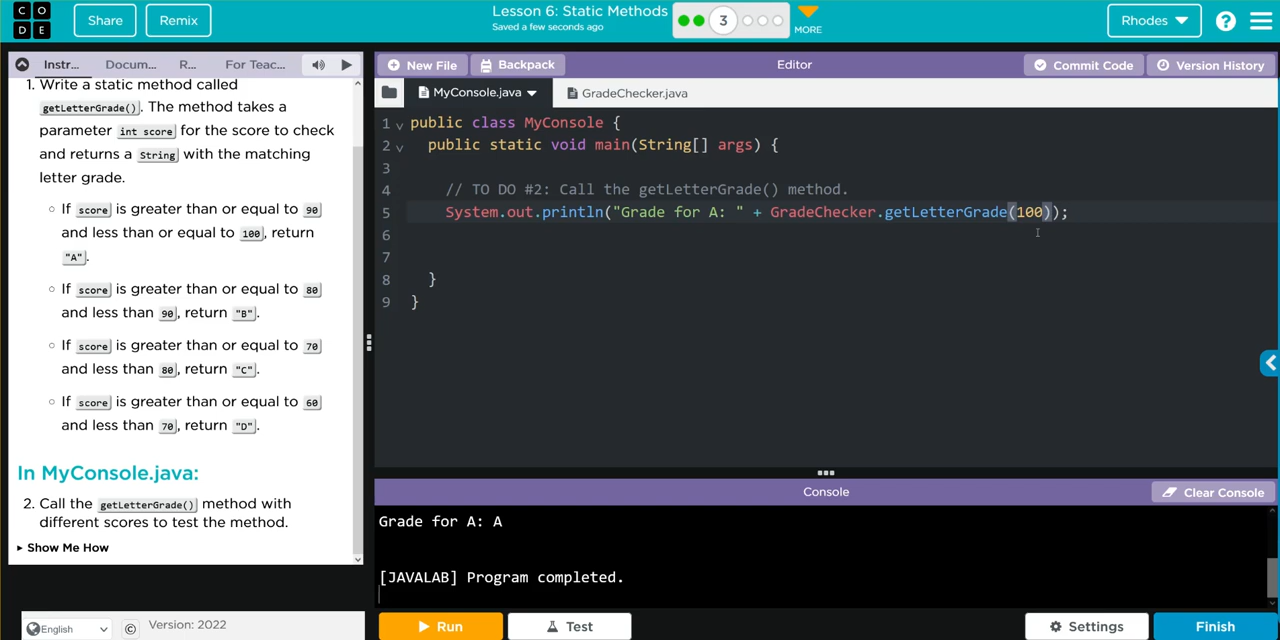 C O
D E
Share
Remix
Lesson 6: Static Methods
Saved a few seconds ago
3
MORE
Rhodes
?
Instr...
Docum...
R...
For Teac...
1. Write a static method called
getLetterGrade(). The method takes a
parameter int score for the score to check
and returns a String with the matching
letter grade.
If score is greater than or equal to 90
and less than or equal to 100, return
"A".
If score is greater than or equal to 80
and less than 90, return "B".
If score is greater than or equal to 70
and less than 80, return "C".
If score is greater than or equal to 60
and less than 70, return "D".
In MyConsole.java:
2. Call the getLetterGrade() method with
different scores to test the method.
Show Me How
English
©
Version: 2022
New File
Backpack
Editor
Commit Code
Version History
MyConsole.java
GradeChecker.java
1 public class MyConsole {
2 public static void main(String[] args) {
3
4 // TO DO #2: Call the getLetterGrade() method.
5 System.out.println("Grade for A: " + GradeChecker.getLetterGrade(100));
6
7
8 }
9 }
Console
Clear Console
Grade for A: A
[JAVALAB] Program completed.
Run
Test
Settings
Finish